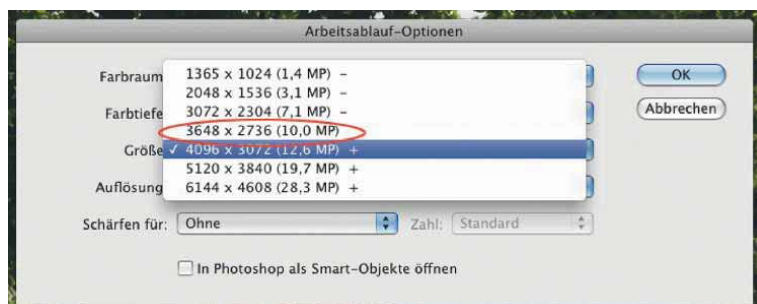 Arbeitsablauf-Optionen
Farbraum
1365 x 1024 (1,4 MP) –
OK
2048 x 1536 (3,1 MP) –
Farbtiefe
3072 x 2304 (7,1 MP) –
Abbrechen
3648 x 2736 (10,0 MP)
Größe ✓ 4096 x 3072 (12,6 MP) +
5120 x 3840 (19,7 MP) +
Auflösung
6144 x 4608 (28,3 MP) +
Schärfen für: Ohne Zahl: Standard
In Photoshop als Smart-Objekte öffnen